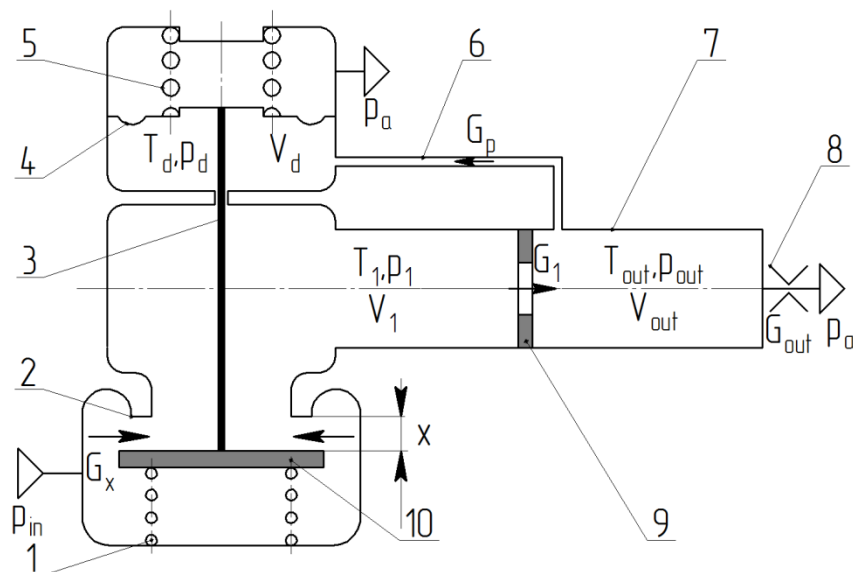 5
6
7
p_a
4
T_d,p_d
V_d
G_p
8
3
T_1,p_1
V_1
G_1
T_out,p_out
V_out
G_out
p_a
2
x
G_x
p_in
1
10
9